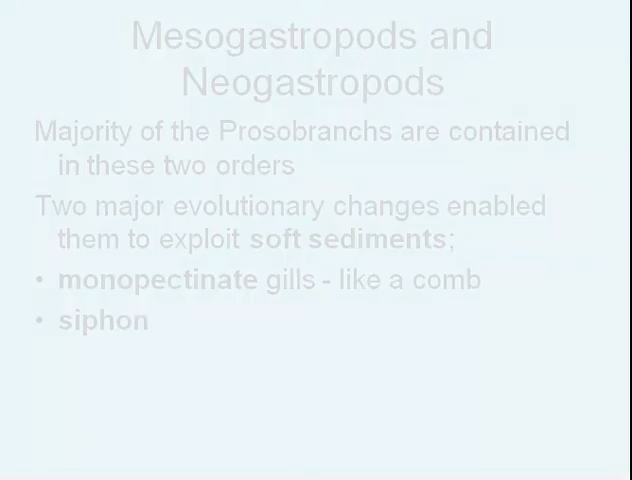 Mesogastropods and
Neogastropods
Majority of the Prosobranchs are contained
in these two orders
Two major evolutionary changes enabled
them to exploit soft sediments;
• monopectinate gills - like a comb
• siphon